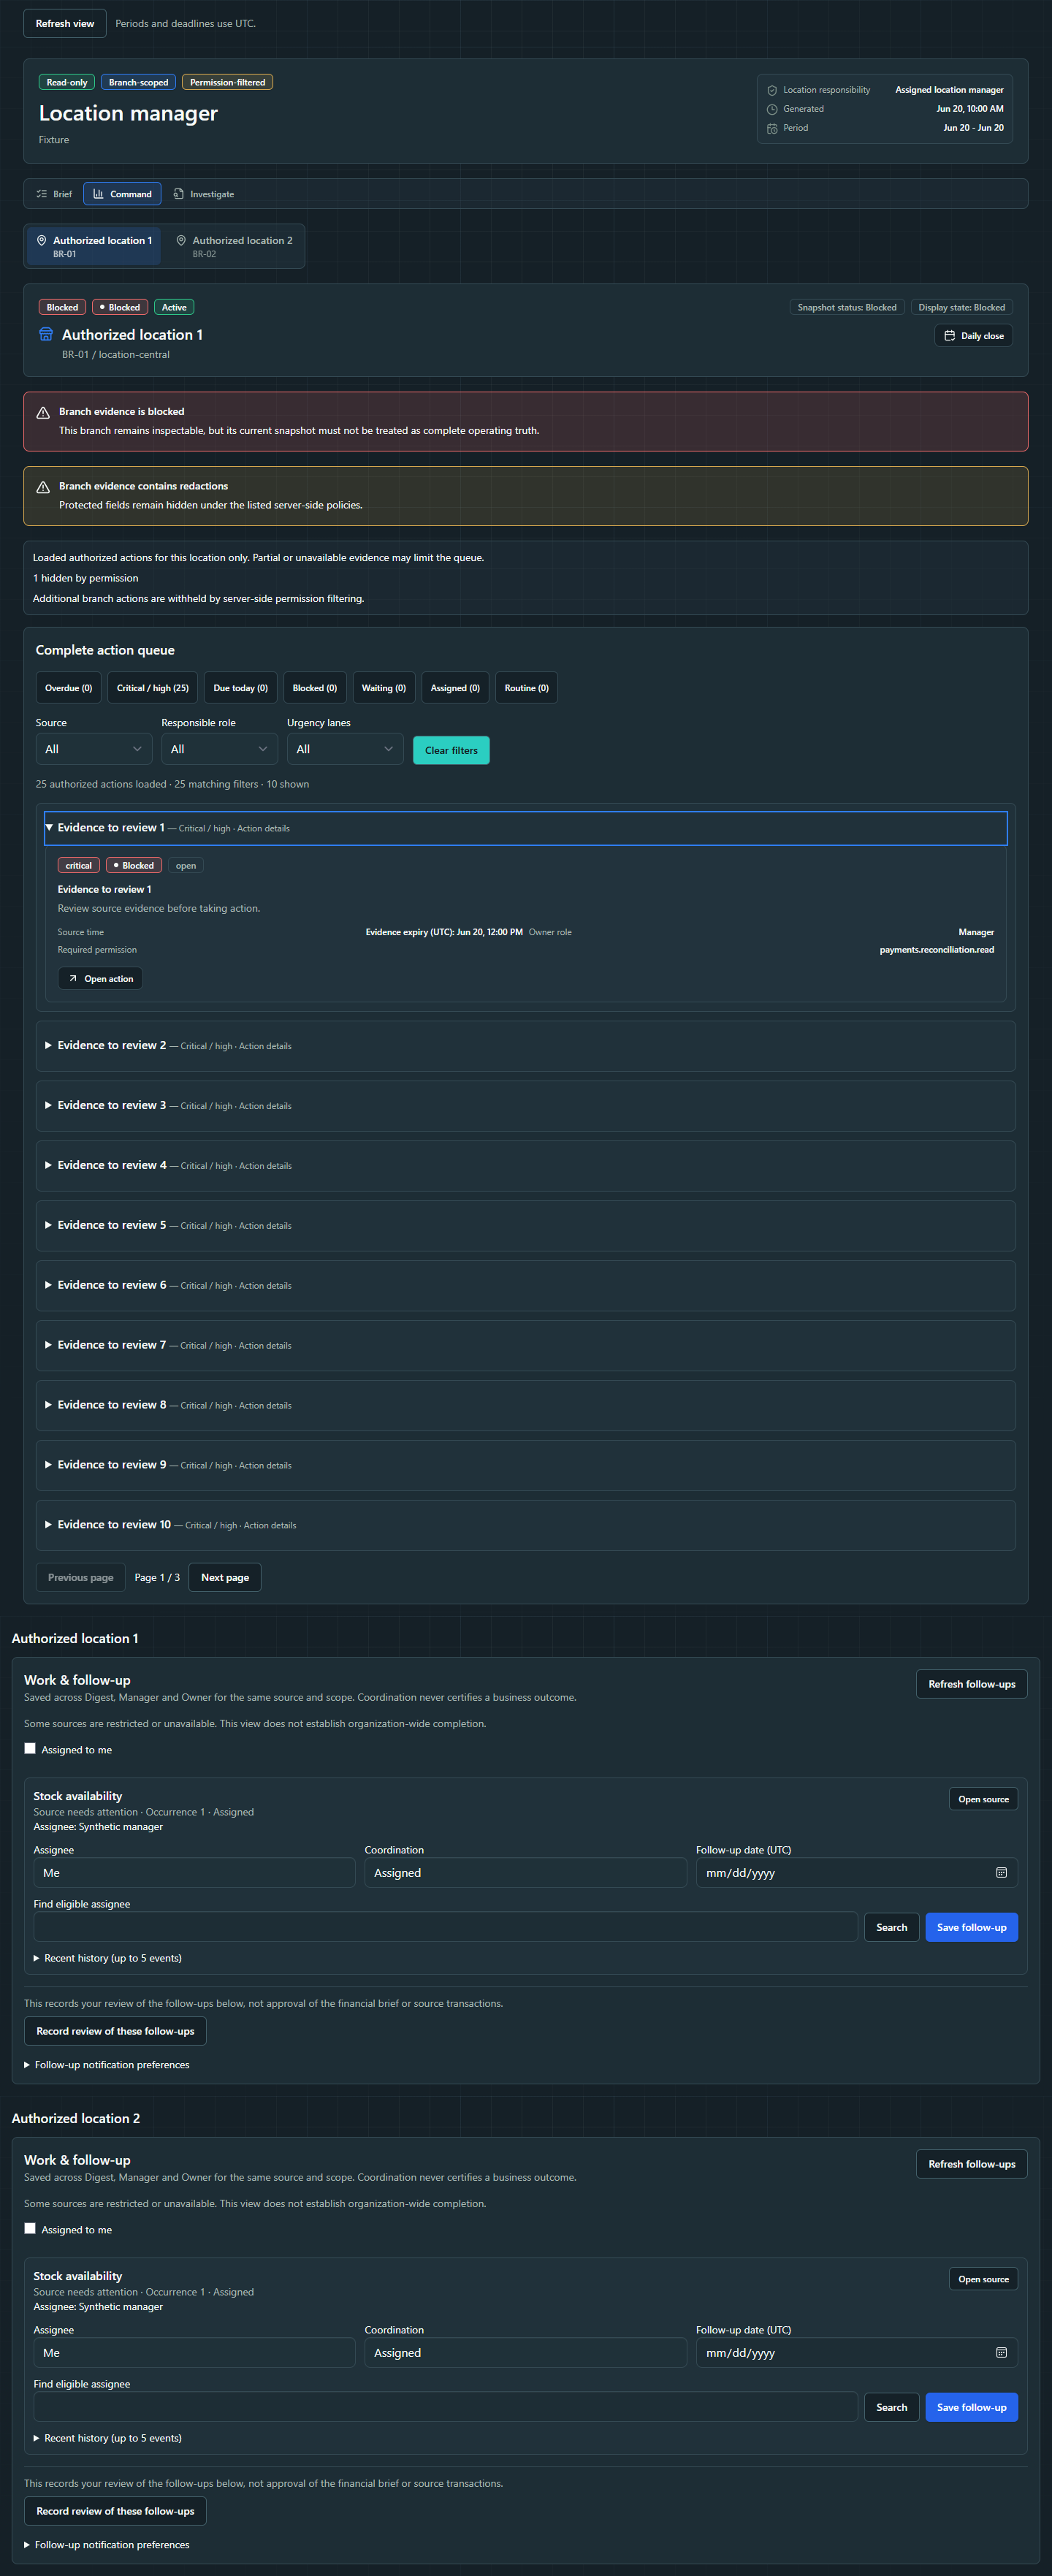 Refresh view Periods and deadlines use UTC.
Read-only Branch-scoped Permission-filtered
Location manager
Fixture
Location responsibility Assigned location manager
Generated Jun 20, 10:00 AM
Period Jun 20 - Jun 20
Brief Command Investigate
Authorized location 1
BR-01
Authorized location 2
BR-02
Blocked Blocked Active
Snapshot status: Blocked Display state: Blocked
Authorized location 1
BR-01 / location-central
Daily close
Branch evidence is blocked
This branch remains inspectable, but its current snapshot must not be treated as complete operating truth.
Branch evidence contains redactions
Protected fields remain hidden under the listed server-side policies.
Loaded authorized actions for this location only. Partial or unavailable evidence may limit the queue.
1 hidden by permission
Additional branch actions are withheld by server-side permission filtering.
Complete action queue
Overdue (0) Critical / high (25) Due today (0) Blocked (0) Waiting (0) Assigned (0) Routine (0)
Source Responsible role Urgency lanes
All All All Clear filters
25 authorized actions loaded · 25 matching filters · 10 shown
Evidence to review 1 — Critical / high · Action details
critical Blocked open
Evidence to review 1
Review source evidence before taking action.
Source time Evidence expiry (UTC): Jun 20, 12:00 PM Owner role Manager
Required permission payments.reconciliation.read
Open action
Evidence to review 2 — Critical / high · Action details
Evidence to review 3 — Critical / high · Action details
Evidence to review 4 — Critical / high · Action details
Evidence to review 5 — Critical / high · Action details
Evidence to review 6 — Critical / high · Action details
Evidence to review 7 — Critical / high · Action details
Evidence to review 8 — Critical / high · Action details
Evidence to review 9 — Critical / high · Action details
Evidence to review 10 — Critical / high · Action details
Previous page Page 1 / 3 Next page
Authorized location 1
Work & follow-up
Saved across Digest, Manager and Owner for the same source and scope. Coordination never certifies a business outcome.
Refresh follow-ups
Some sources are restricted or unavailable. This view does not establish organization-wide completion.
Assigned to me
Stock availability
Source needs attention · Occurrence 1 · Assigned
Assignee: Synthetic manager
Open source
Assignee Coordination Follow-up date (UTC)
Me Assigned mm/dd/yyyy
Find eligible assignee
Search Save follow-up
Recent history (up to 5 events)
This records your review of the follow-ups below, not approval of the financial brief or source transactions.
Record review of these follow-ups
Follow-up notification preferences
Authorized location 2
Work & follow-up
Saved across Digest, Manager and Owner for the same source and scope. Coordination never certifies a business outcome.
Refresh follow-ups
Some sources are restricted or unavailable. This view does not establish organization-wide completion.
Assigned to me
Stock availability
Source needs attention · Occurrence 1 · Assigned
Assignee: Synthetic manager
Open source
Assignee Coordination Follow-up date (UTC)
Me Assigned mm/dd/yyyy
Find eligible assignee
Search Save follow-up
Recent history (up to 5 events)
This records your review of the follow-ups below, not approval of the financial brief or source transactions.
Record review of these follow-ups
Follow-up notification preferences